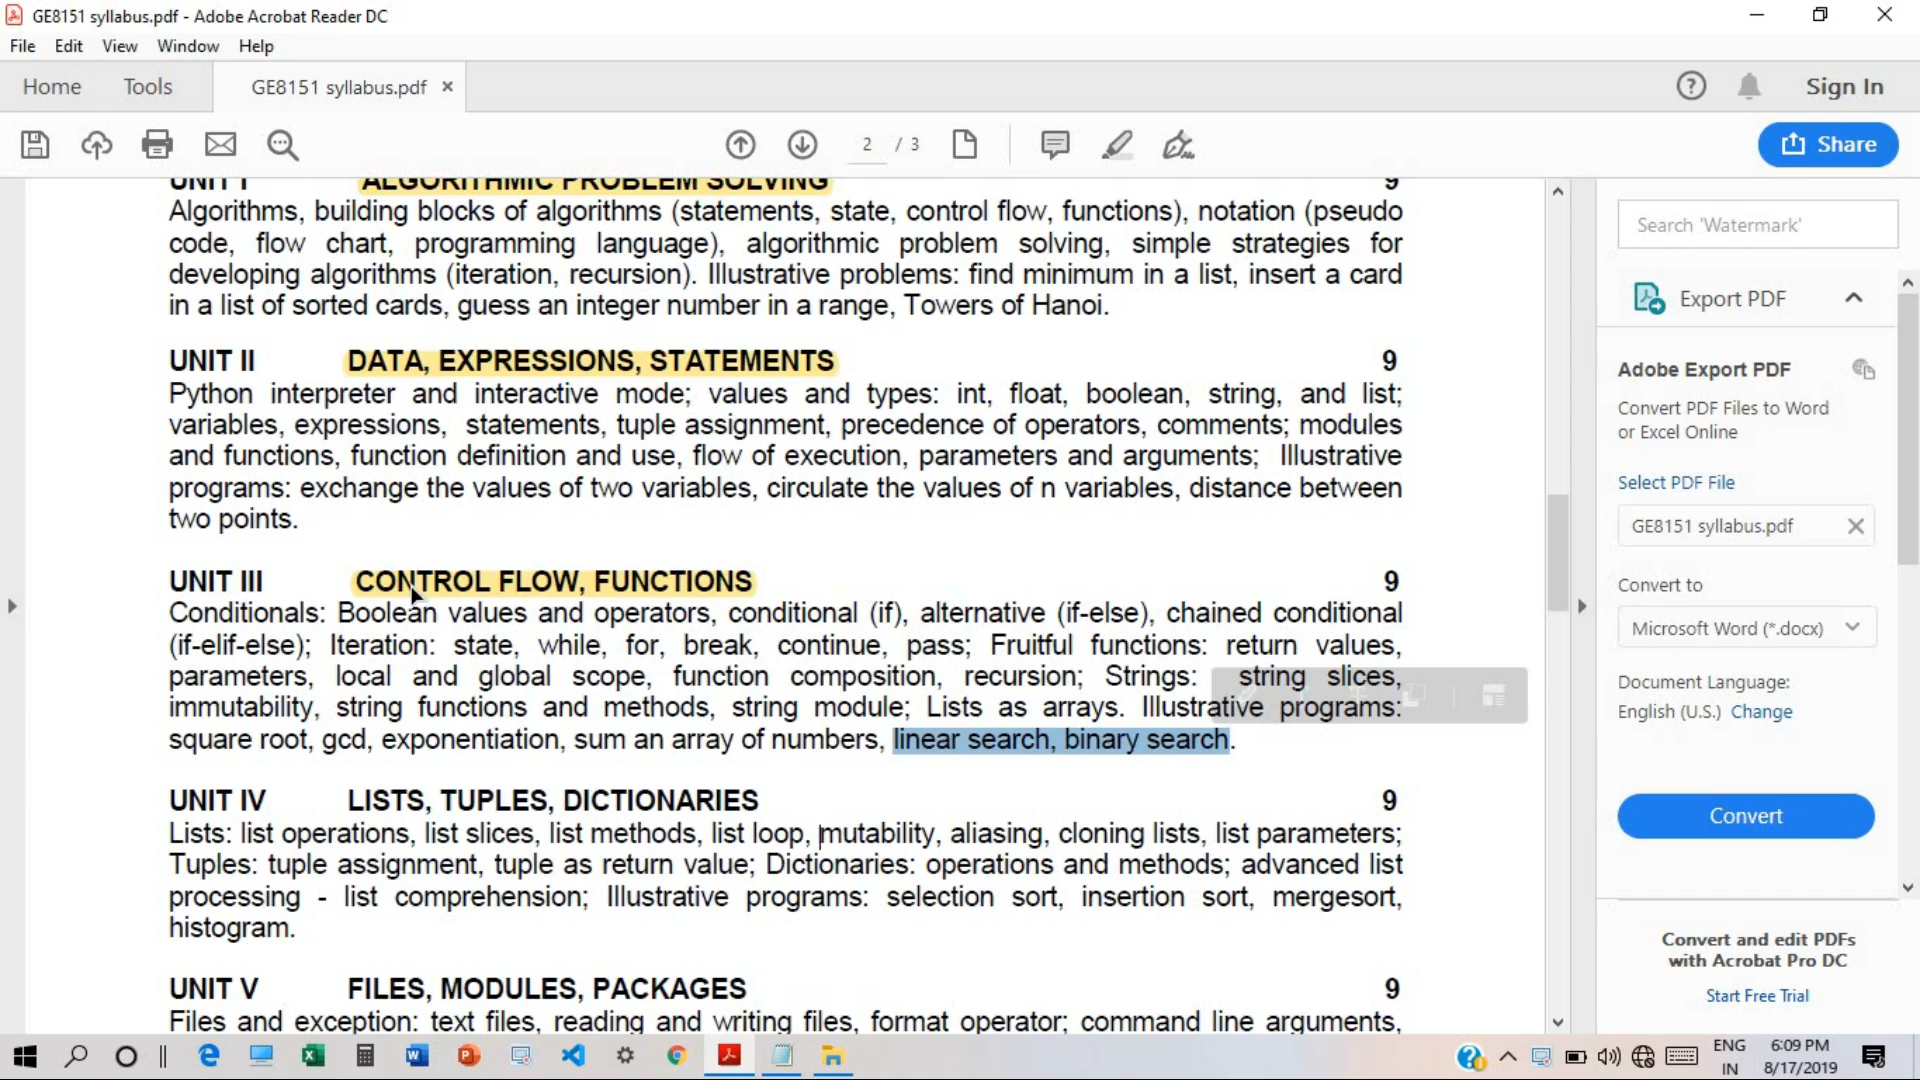 GE8151 syllabus.pdf - Adobe Acrobat Reader DC
File Edit View Window Help
Home Tools GE8151 syllabus.pdf × Sign In
2 / 3 Share
UNIT I ALGORITHMIC PROBLEM SOLVING 9
Algorithms, building blocks of algorithms (statements, state, control flow, functions), notation (pseudo
code, flow chart, programming language), algorithmic problem solving, simple strategies for
developing algorithms (iteration, recursion). Illustrative problems: find minimum in a list, insert a card
in a list of sorted cards, guess an integer number in a range, Towers of Hanoi.
UNIT II DATA, EXPRESSIONS, STATEMENTS 9
Python interpreter and interactive mode; values and types: int, float, boolean, string, and list;
variables, expressions, statements, tuple assignment, precedence of operators, comments; modules
and functions, function definition and use, flow of execution, parameters and arguments; Illustrative
programs: exchange the values of two variables, circulate the values of n variables, distance between
two points.
UNIT III CONTROL FLOW, FUNCTIONS 9
Conditionals: Boolean values and operators, conditional (if), alternative (if-else), chained conditional
(if-elif-else); Iteration: state, while, for, break, continue, pass; Fruitful functions: return values,
parameters, local and global scope, function composition, recursion; Strings: string slices,
immutability, string functions and methods, string module; Lists as arrays. Illustrative programs:
square root, gcd, exponentiation, sum an array of numbers, linear search, binary search.
UNIT IV LISTS, TUPLES, DICTIONARIES 9
Lists: list operations, list slices, list methods, list loop, mutability, aliasing, cloning lists, list parameters;
Tuples: tuple assignment, tuple as return value; Dictionaries: operations and methods; advanced list
processing - list comprehension; Illustrative programs: selection sort, insertion sort, mergesort,
histogram.
UNIT V FILES, MODULES, PACKAGES 9
Files and exception: text files, reading and writing files, format operator; command line arguments,
Search 'Watermark'
Export PDF
Adobe Export PDF
Convert PDF Files to Word
or Excel Online
Select PDF File
GE8151 syllabus.pdf
Convert to
Microsoft Word (*.docx)
Document Language:
English (U.S.) Change
Convert
Convert and edit PDFs
with Acrobat Pro DC
Start Free Trial
ENG 6:09 PM
IN 8/17/2019